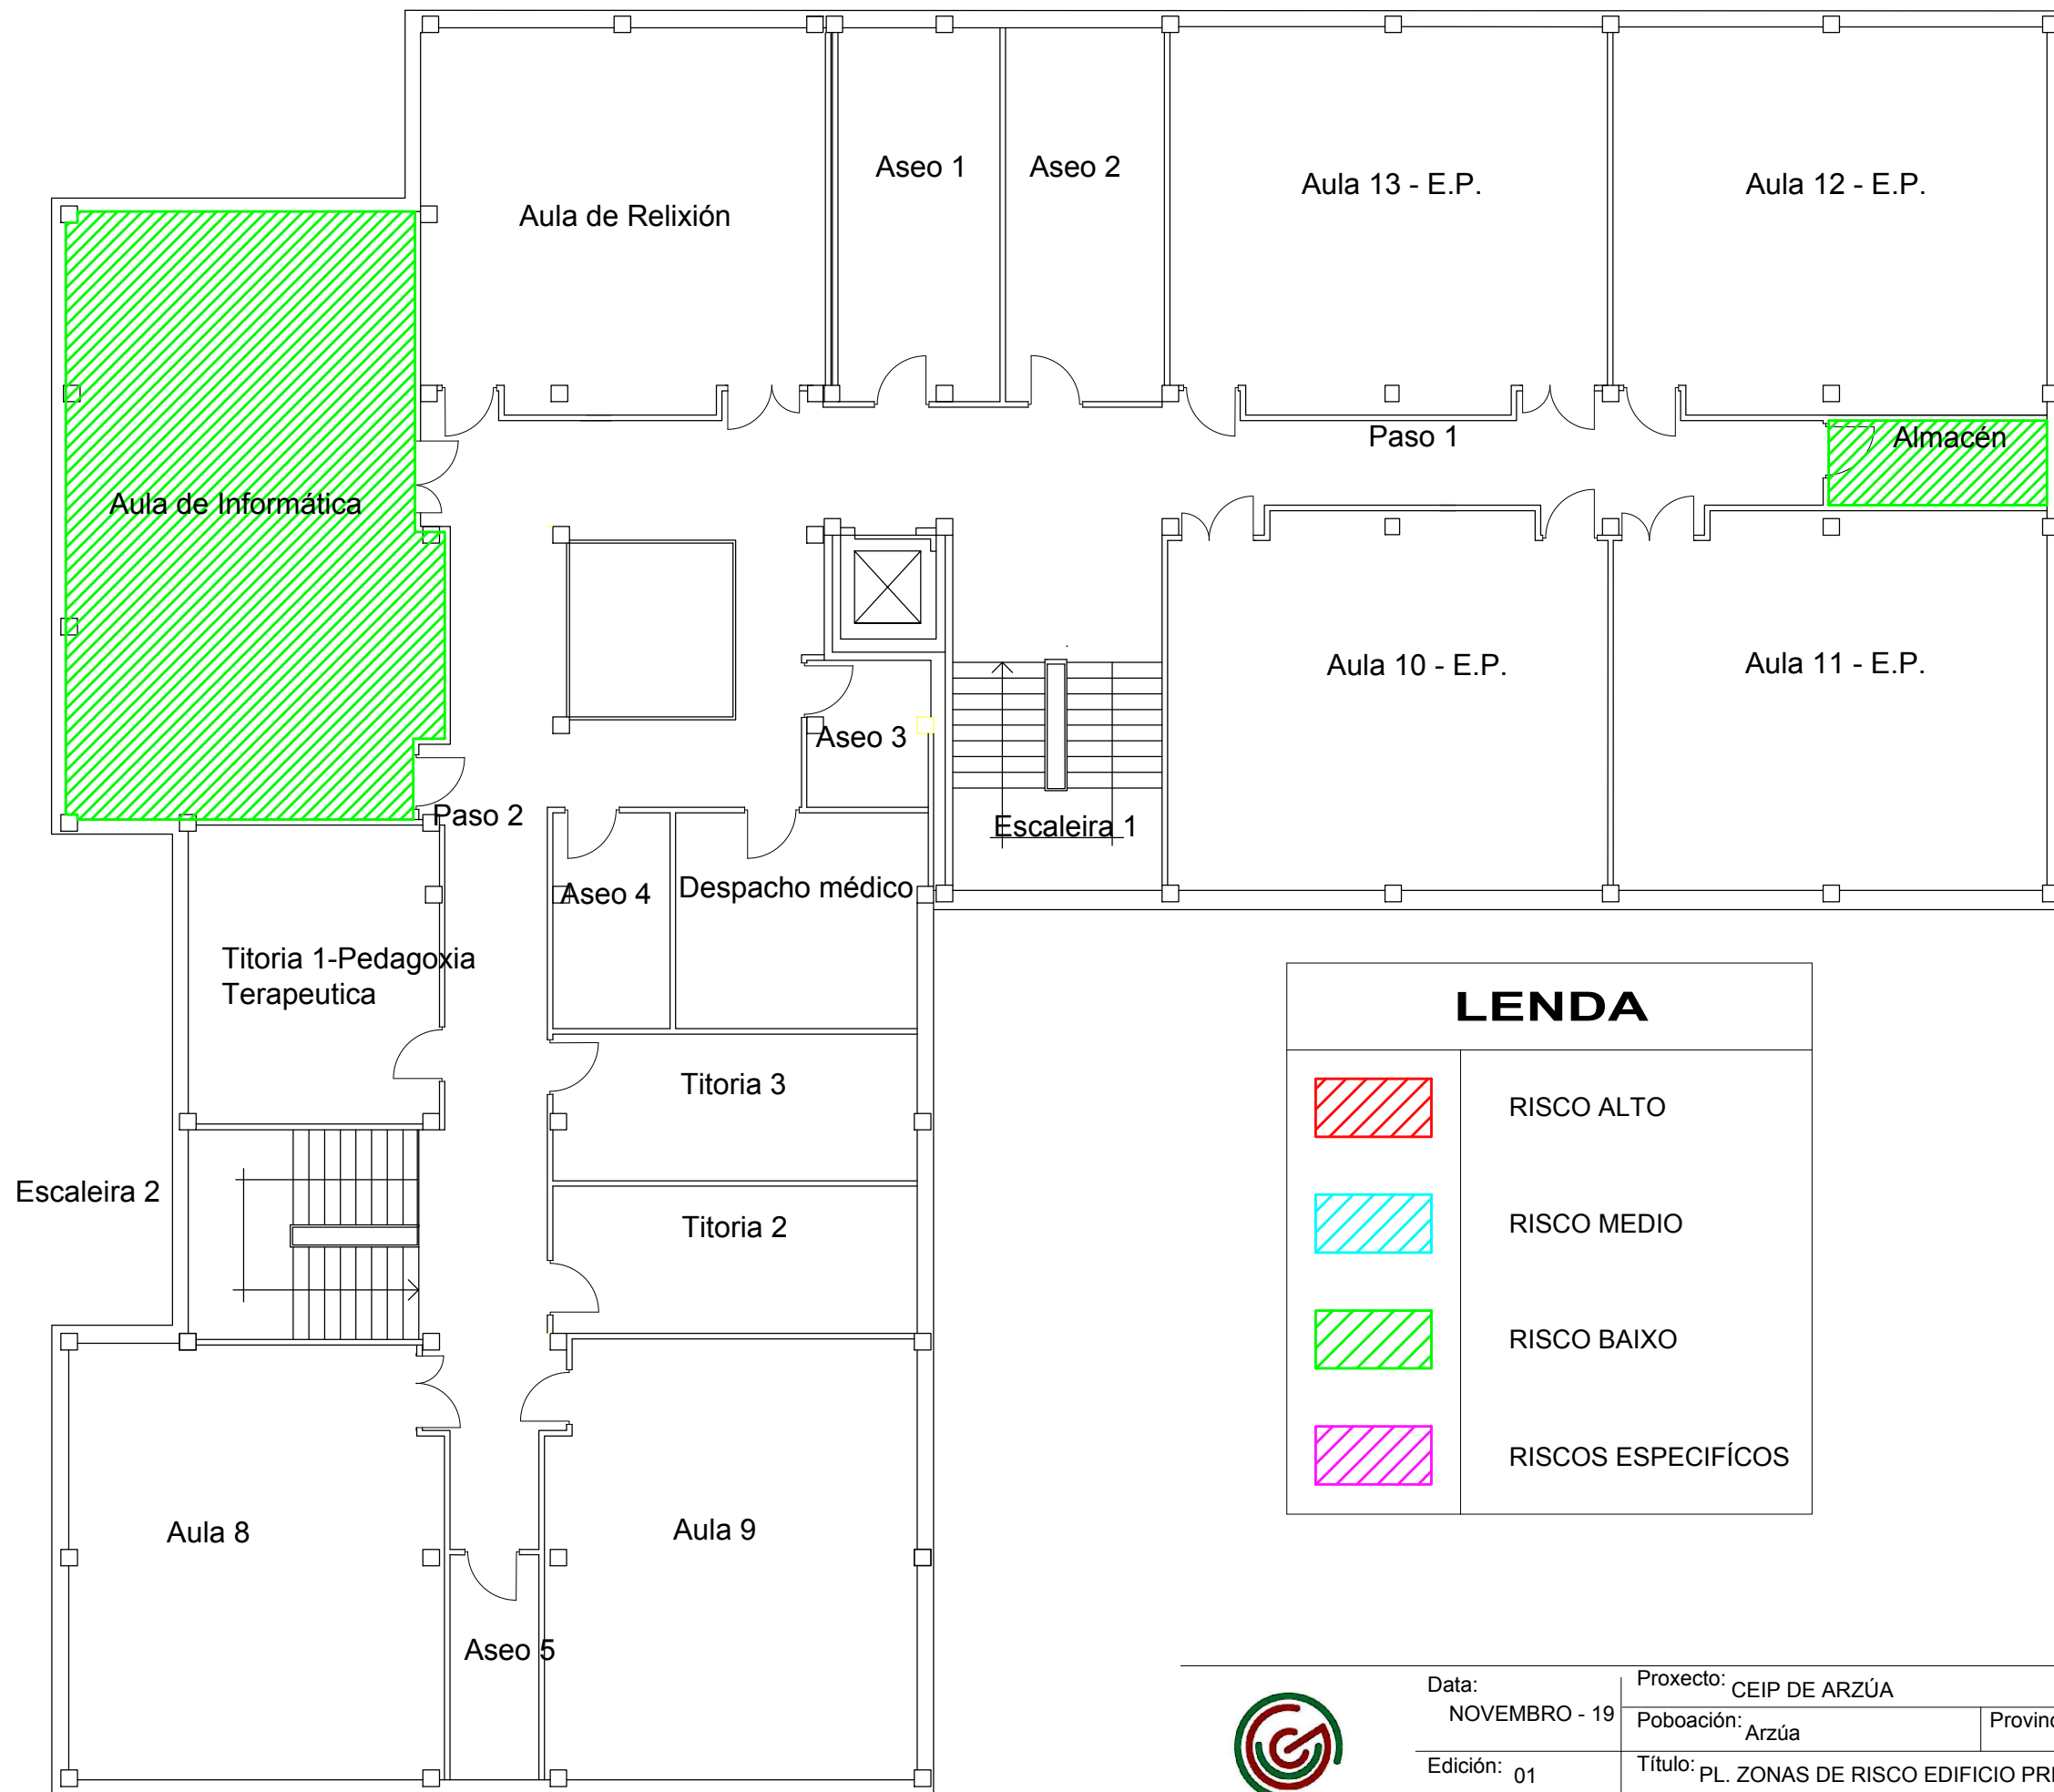 Aseo 1
Aseo 2
Aula 13 - E.P.
Aula 12 - E.P.
Aula de Relixión
Paso 1
Almacén
Aula de Informática
Aula 10 - E.P.
Aula 11 - E.P.
Aseo 3
Paso 2
Escaleira 1
Aseo 4
Despacho médico
Titoria 1-Pedagoxia
Terapeutica
LENDA
Titoria 3
RISCO ALTO
Escaleira 2
Titoria 2
RISCO MEDIO
RISCO BAIXO
RISCOS ESPECIFÍCOS
Aula 8
Aula 9
Aseo 5
Data:
NOVEMBRO - 19
Proxecto: CEIP DE ARZÚA
Poboación: Arzúa
Edición: 01
Título: PL. ZONAS DE RISCO EDIFICIO